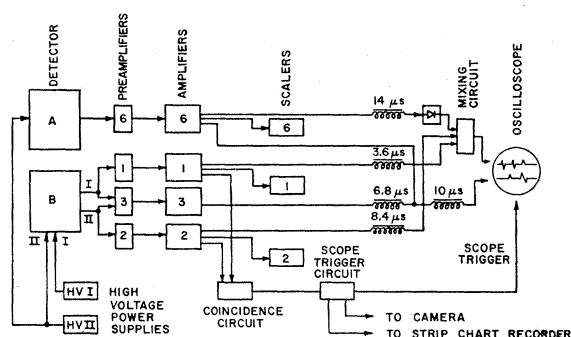 DETECTOR
PREAMPLIFIERS
AMPLIFIERS
SCALERS
MIXING CIRCUIT
OSCILLOSCOPE
A
6
6
14 μs
6
1
1
3.6 μs
1
B
I
II
3
3
6.8 μs
10 μs
2
2
8.4 μs
2
II I
HV I
HV II
HIGH
VOLTAGE
POWER
SUPPLIES
COINCIDENCE
CIRCUIT
SCOPE
TRIGGER
CIRCUIT
SCOPE
TRIGGER
TO CAMERA
TO STRIP CHART RECORDER